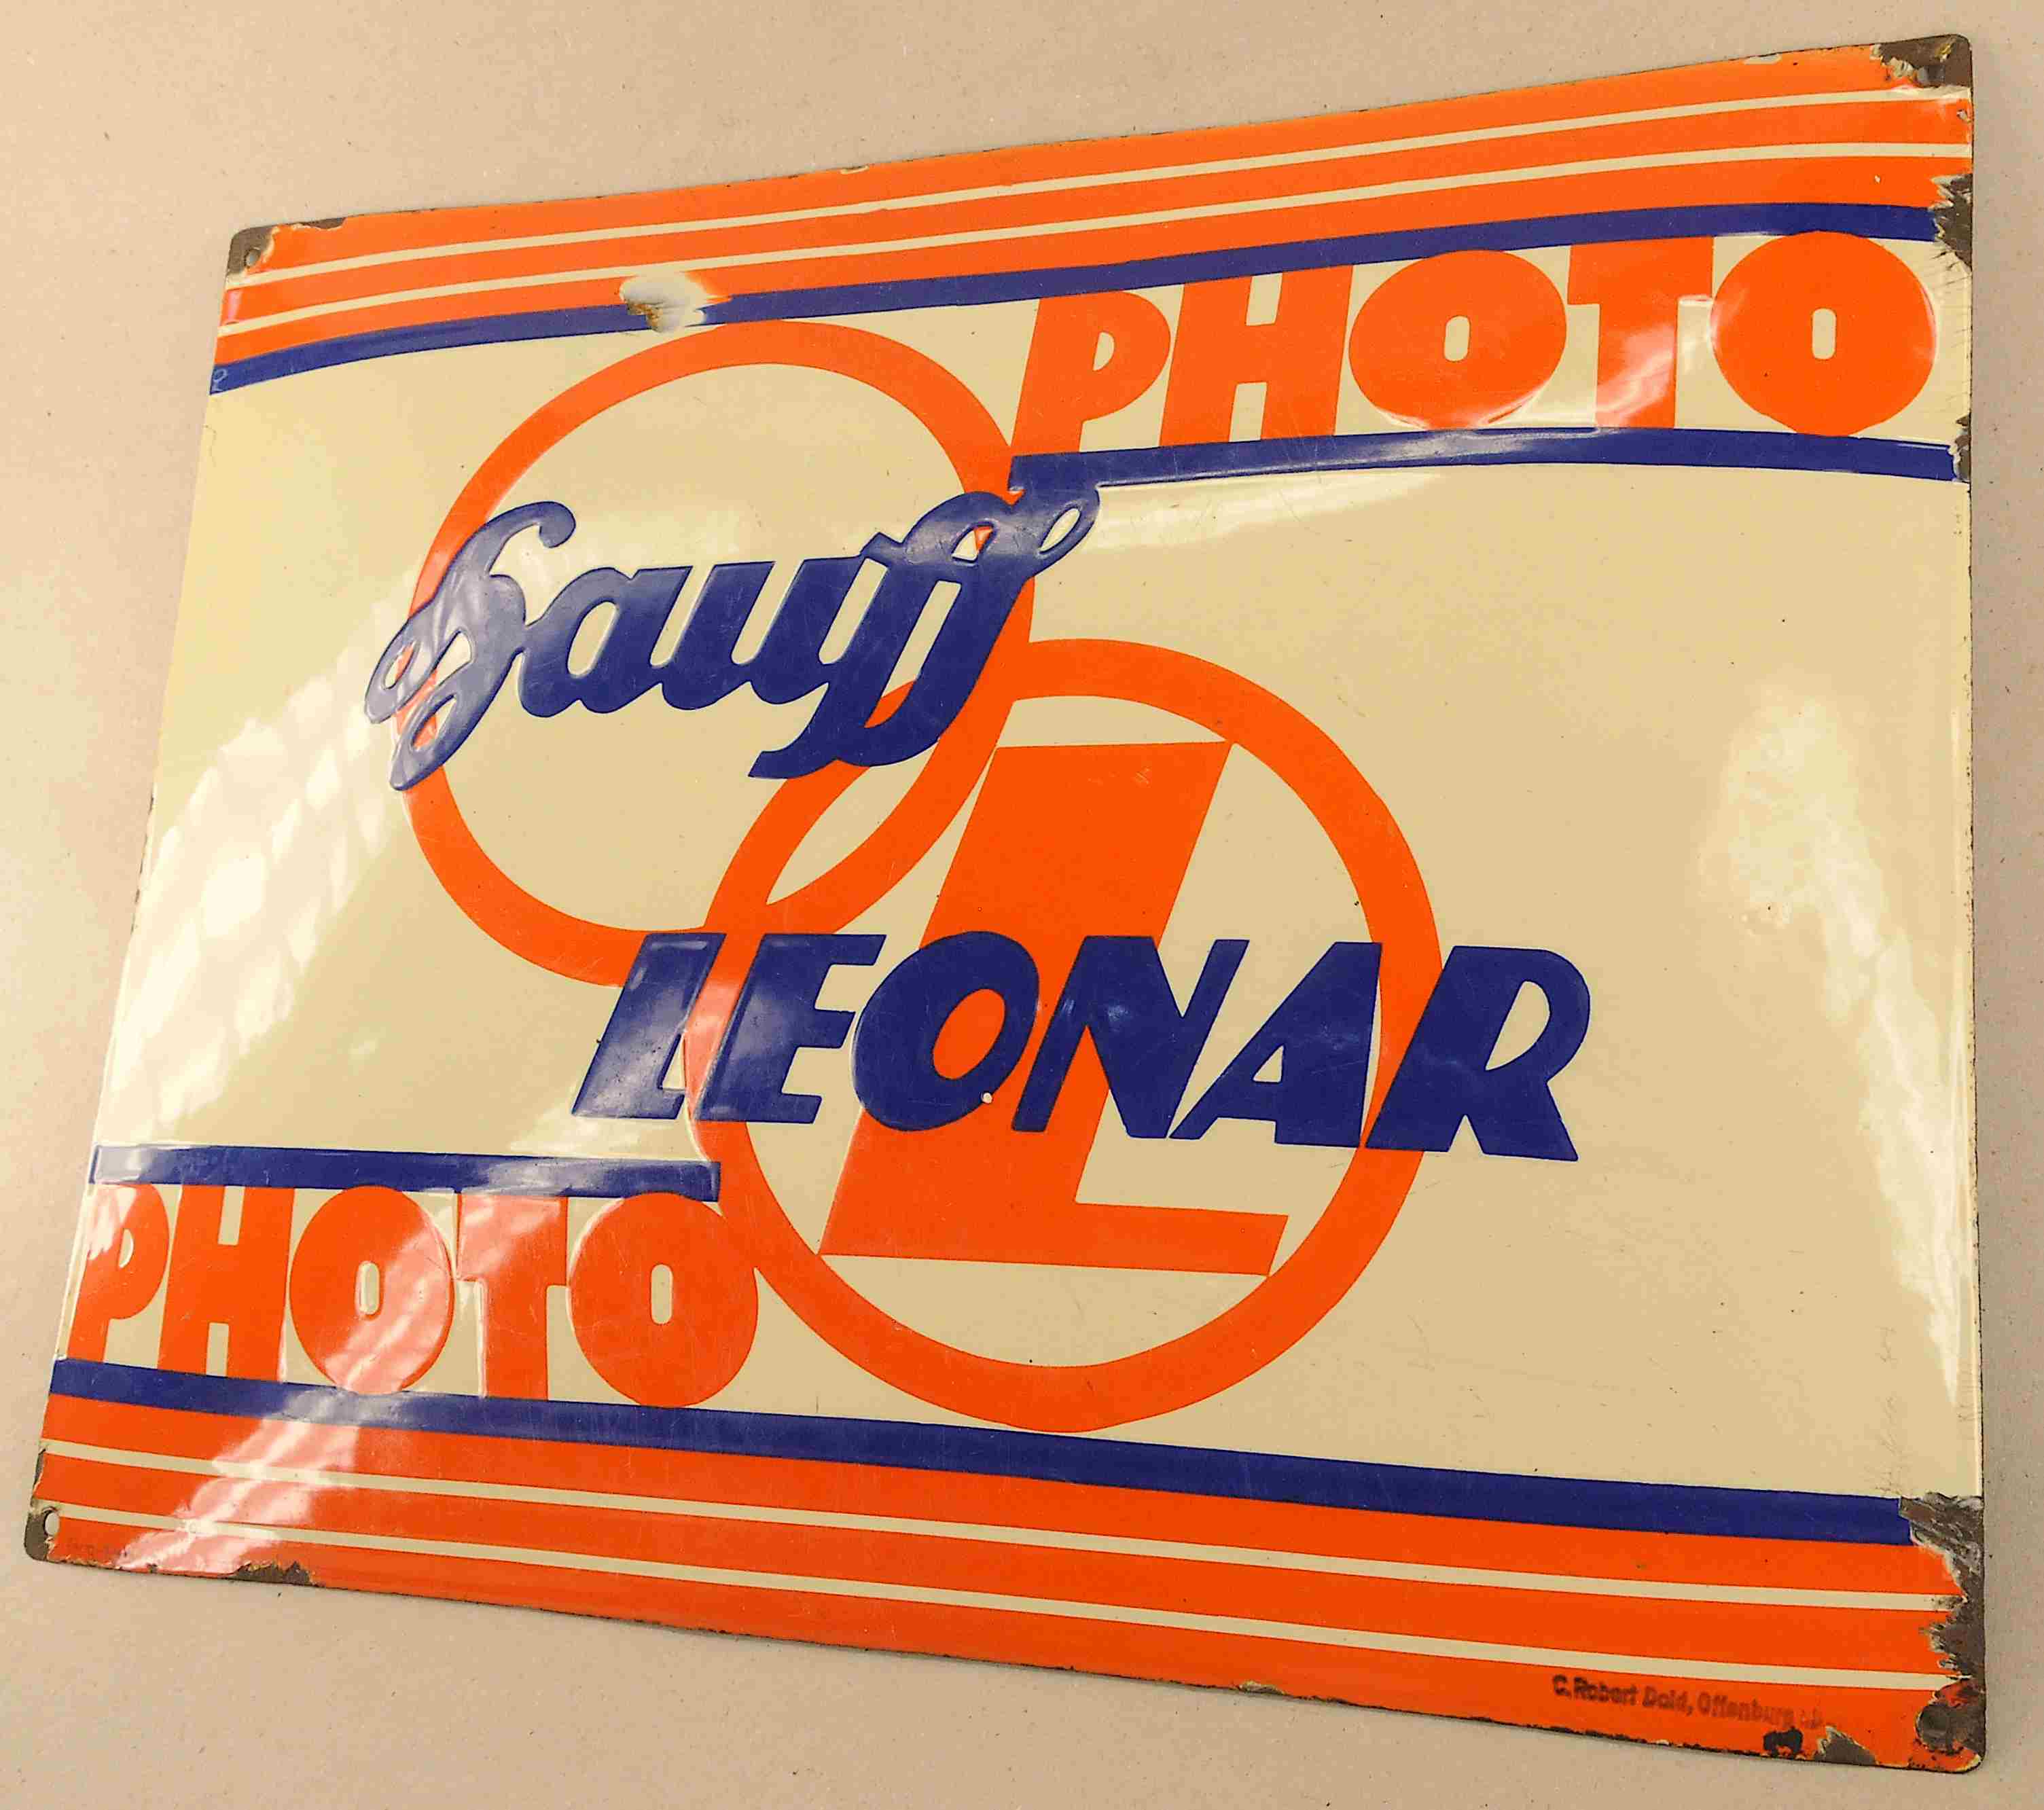 PHOTO
Hauff
L
LEONAR
PHOTO
C. Robert Dold, Offenburg